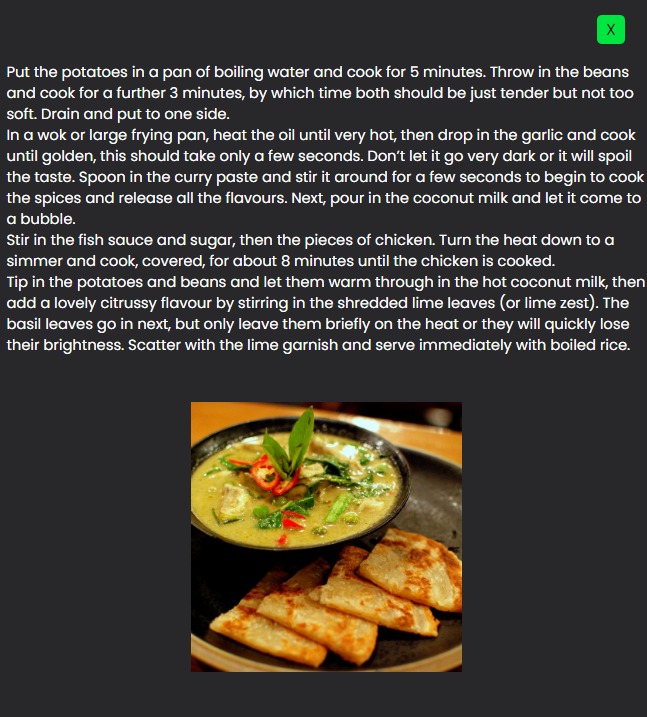 X
Put the potatoes in a pan of boiling water and cook for 5 minutes. Throw in the beans
and cook for a further 3 minutes, by which time both should be just tender but not too
soft. Drain and put to one side.
In a wok or large frying pan, heat the oil until very hot, then drop in the garlic and cook
until golden, this should take only a few seconds. Don’t let it go very dark or it will spoil
the taste. Spoon in the curry paste and stir it around for a few seconds to begin to cook
the spices and release all the flavours. Next, pour in the coconut milk and let it come to
a bubble.
Stir in the fish sauce and sugar, then the pieces of chicken. Turn the heat down to a
simmer and cook, covered, for about 8 minutes until the chicken is cooked.
Tip in the potatoes and beans and let them warm through in the hot coconut milk, then
add a lovely citrussy flavour by stirring in the shredded lime leaves (or lime zest). The
basil leaves go in next, but only leave them briefly on the heat or they will quickly lose
their brightness. Scatter with the lime garnish and serve immediately with boiled rice.